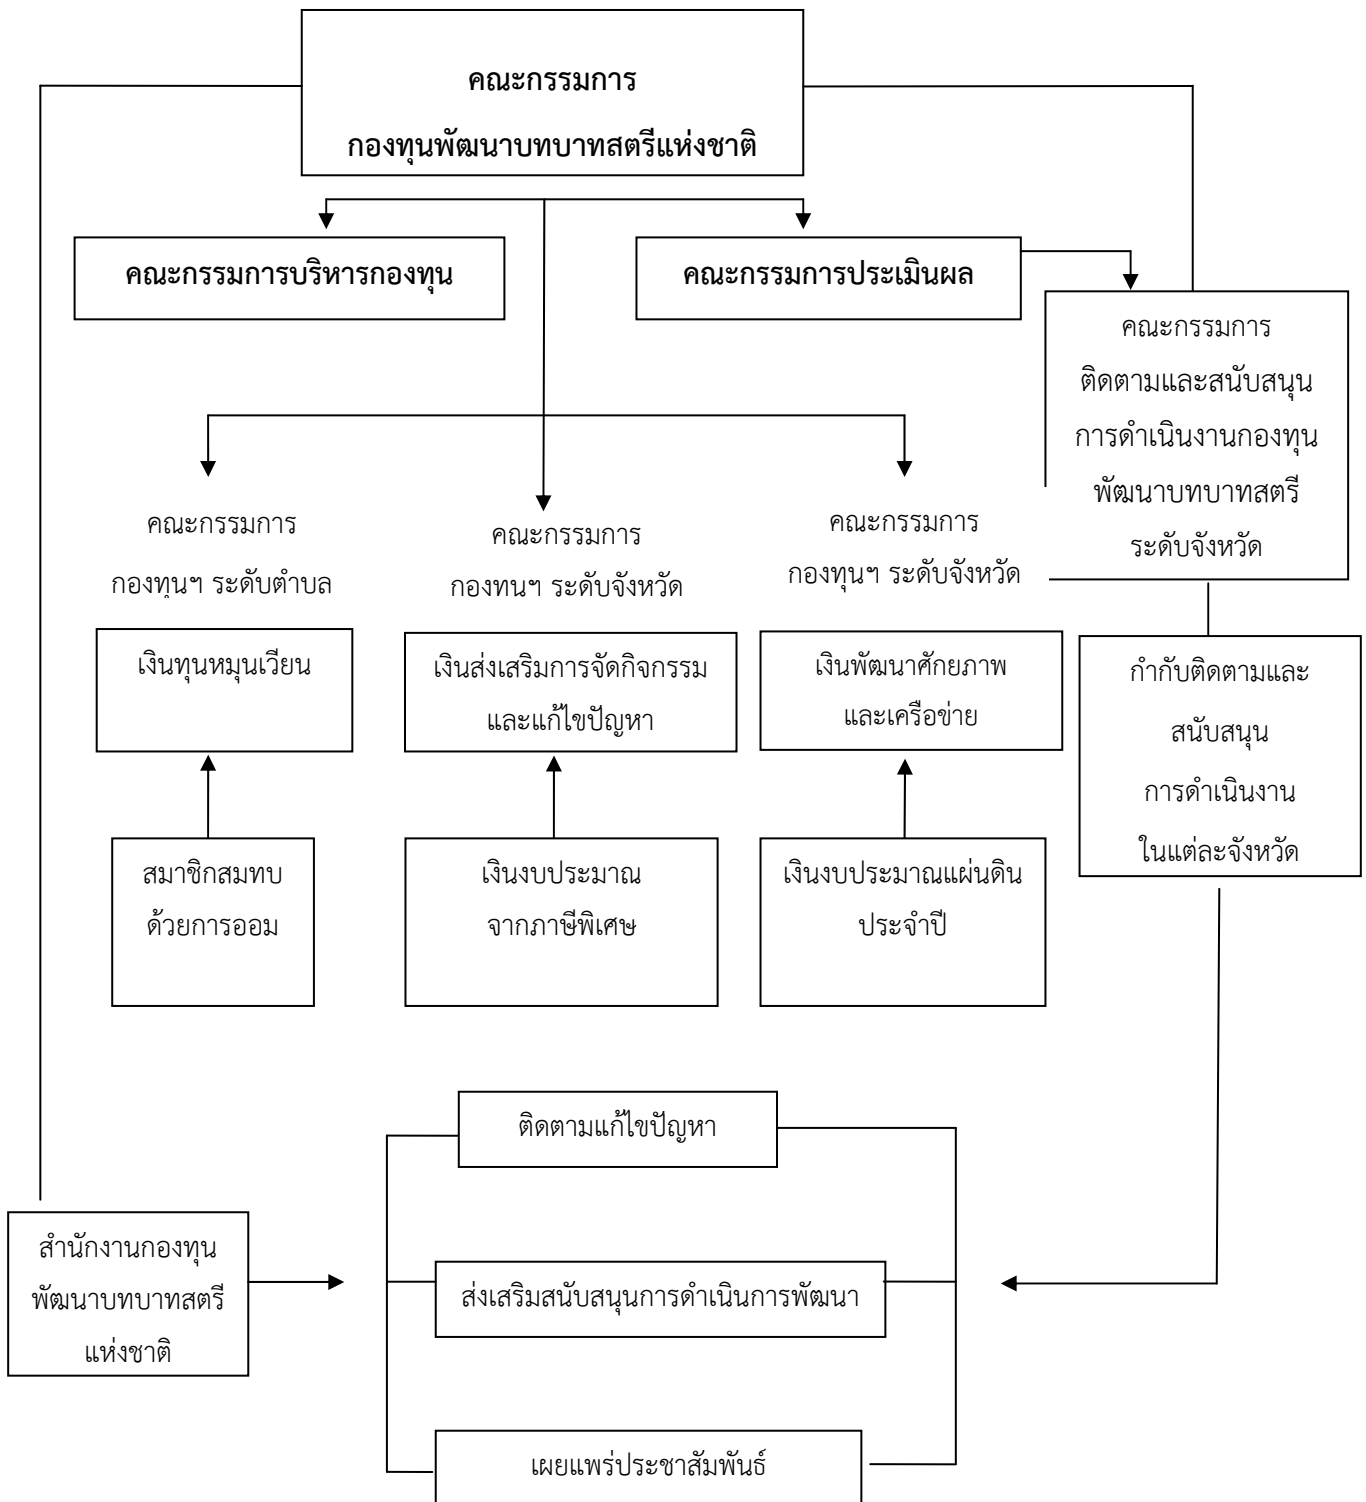 คณะกรรมการ
กองทุนพัฒนาบทบาทสตรีแห่งชาติ
คณะกรรมการบริหารกองทุน
คณะกรรมการประเมินผล
คณะกรรมการ
ติดตามและสนับสนุน
การดำเนินงานกองทุน
พัฒนาบทบาทสตรี
ระดับจังหวัด
คณะกรรมการ
กองทุนฯ ระดับตำบล
คณะกรรมการ
กองทนฯ ระดับจังหวัด
คณะกรรมการ
กองทุนฯ ระดับจังหวัด
เงินทุนหมุนเวียน
เงินส่งเสริมการจัดกิจกรรม
และแก้ไขปัญหา
เงินพัฒนาศักยภาพ
และเครือข่าย
กำกับติดตามและ
สนับสนุน
การดำเนินงาน
ในแต่ละจังหวัด
สมาชิกสมทบ
ด้วยการออม
เงินงบประมาณ
จากภาษีพิเศษ
เงินงบประมาณแผ่นดิน
ประจำปี
ติดตามแก้ไขปัญหา
สำนักงานกองทุน
พัฒนาบทบาทสตรี
แห่งชาติ
ส่งเสริมสนับสนุนการดำเนินการพัฒนา
เผยแพร่ประชาสัมพันธ์